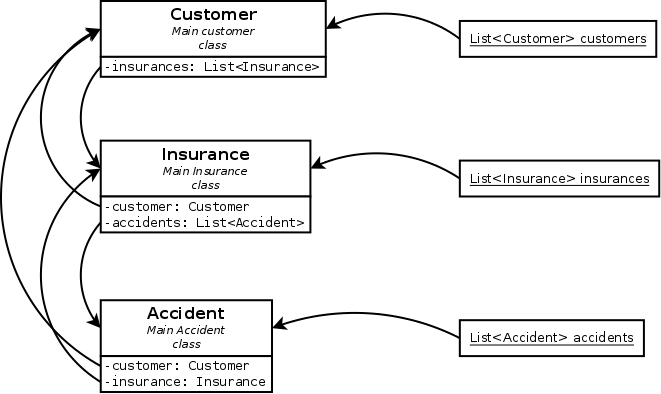 Customer
Main customer
class
-insurances: List<Insurance>
List<Customer> customers
Insurance
Main Insurance
class
-customer: Customer
-accidents: List<Accident>
List<Insurance> insurances
Accident
Main Accident
class
-customer: Customer
-insurance: Insurance
List<Accident> accidents